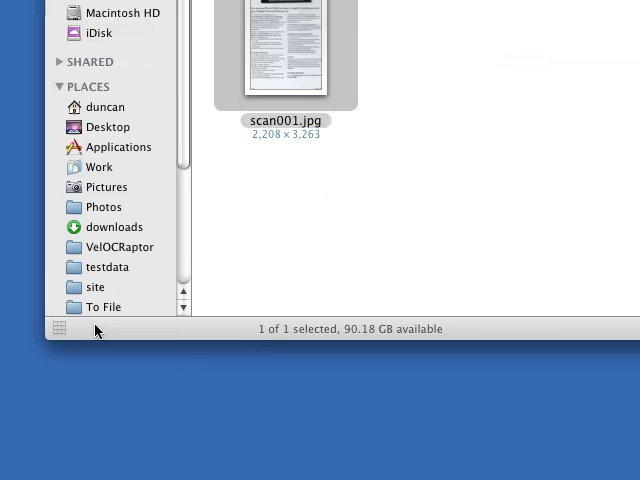 Macintosh HD
iDisk
SHARED
PLACES
duncan
Desktop
Applications
Work
Pictures
Photos
downloads
VelOCRaptor
testdata
site
To File
scan001.jpg
2,208 × 3,263
1 of 1 selected, 90.18 GB available